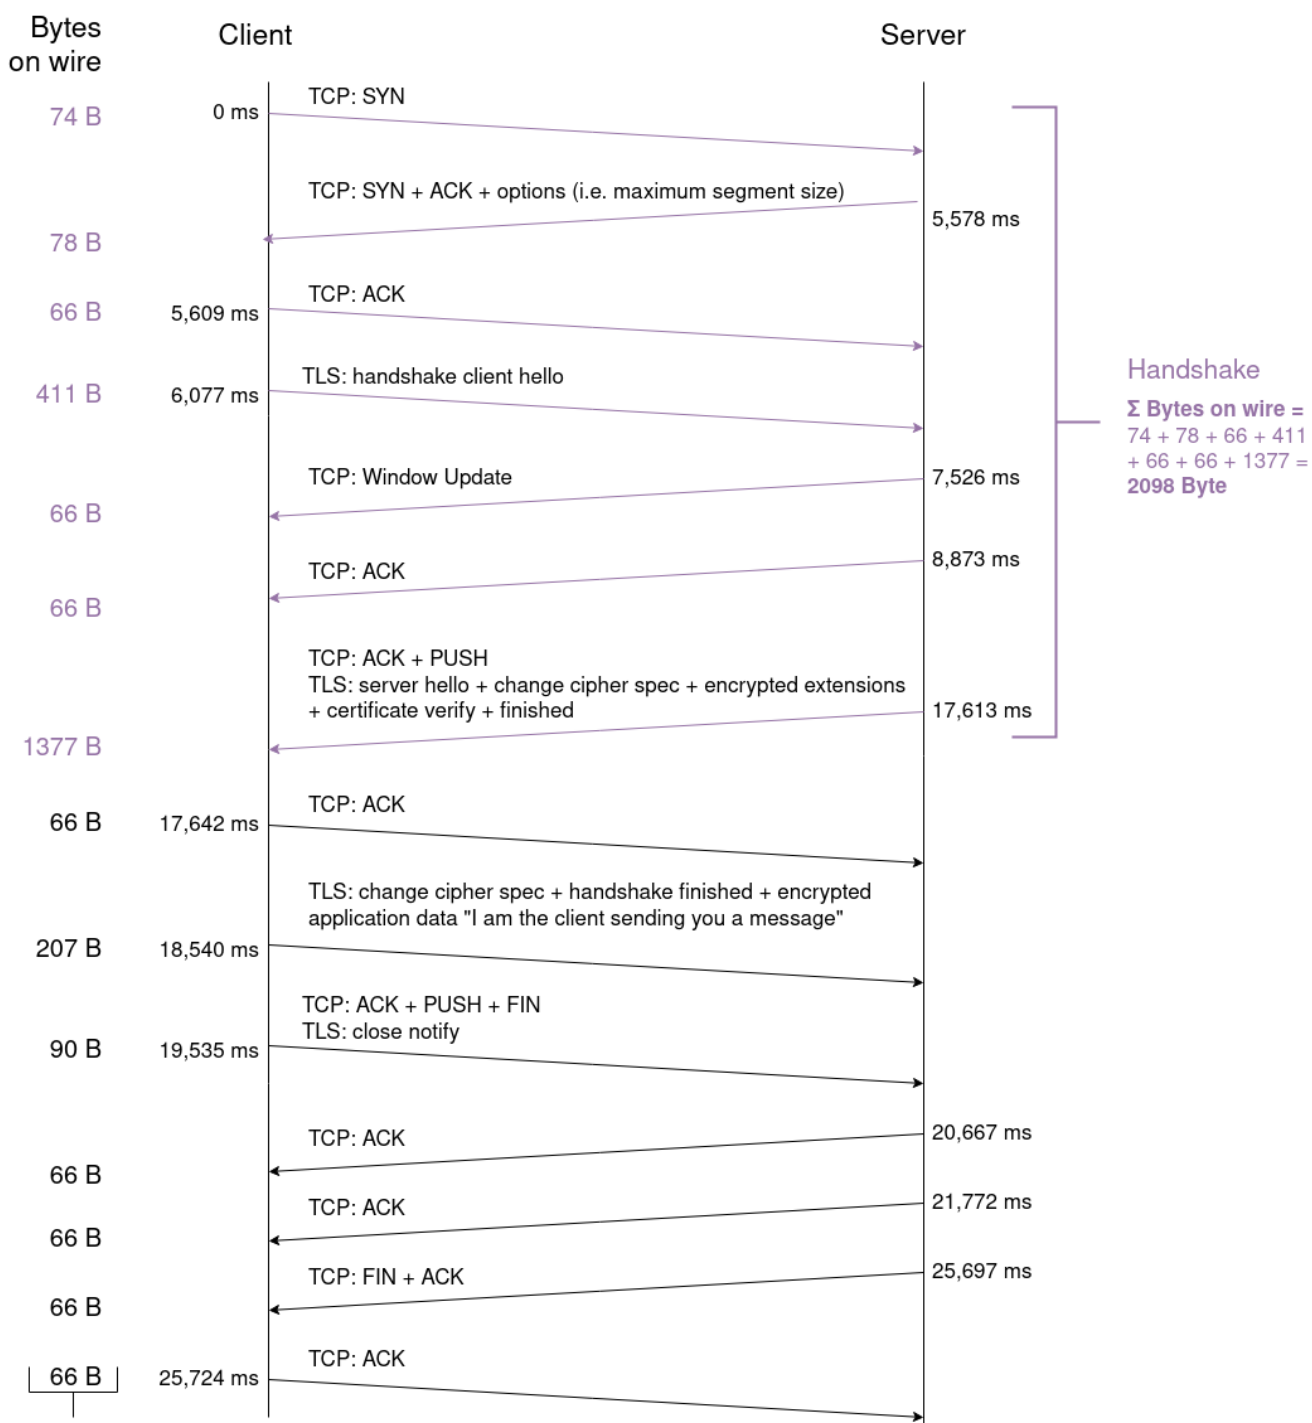 Bytes
on wire
Client
Server
74 B
0 ms
TCP: SYN
TCP: SYN + ACK + options (i.e. maximum segment size)
5,578 ms
78 B
TCP: ACK
66 B
5,609 ms
TLS: handshake client hello
411 B
6,077 ms
Handshake
Σ Bytes on wire =
74 + 78 + 66 + 411
+ 66 + 66 + 1377 =
2098 Byte
TCP: Window Update
7,526 ms
66 B
TCP: ACK
8,873 ms
66 B
TCP: ACK + PUSH
TLS: server hello + change cipher spec + encrypted extensions
+ certificate verify + finished
17,613 ms
1377 B
TCP: ACK
66 B
17,642 ms
TLS: change cipher spec + handshake finished + encrypted
application data "I am the client sending you a message"
207 B
18,540 ms
TCP: ACK + PUSH + FIN
TLS: close notify
90 B
19,535 ms
TCP: ACK
20,667 ms
66 B
TCP: ACK
21,772 ms
66 B
TCP: FIN + ACK
25,697 ms
66 B
TCP: ACK
66 B
25,724 ms